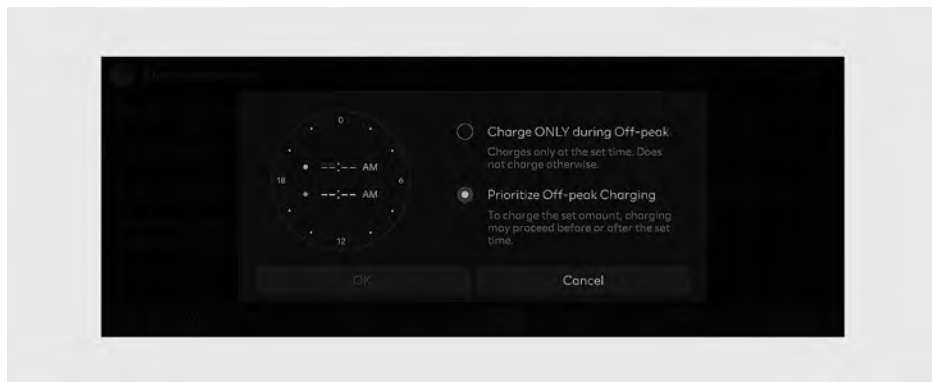 0
--:-- AM
--:-- AM
18
6
12
Charge ONLY during Off-peak
Charges only at the set time. Does
not charge otherwise.
Prioritize Off-peak Charging
To charge the set amount, charging
may proceed before or after the set
time.
OK
Cancel